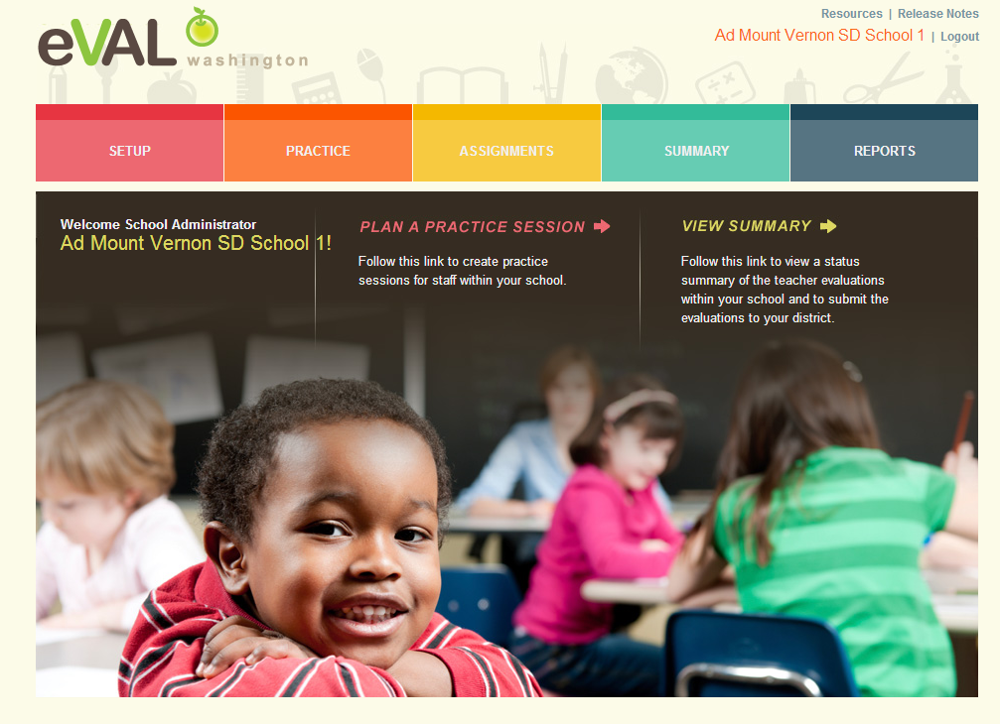 Resources | Release Notes
eVAL washington
Ad Mount Vernon SD School 1 | Logout
SETUP
PRACTICE
ASSIGNMENTS
SUMMARY
REPORTS
Welcome School Administrator
Ad Mount Vernon SD School 1!
PLAN A PRACTICE SESSION
Follow this link to create practice
sessions for staff within your school.
VIEW SUMMARY
Follow this link to view a status
summary of the teacher evaluations
within your school and to submit the
evaluations to your district.